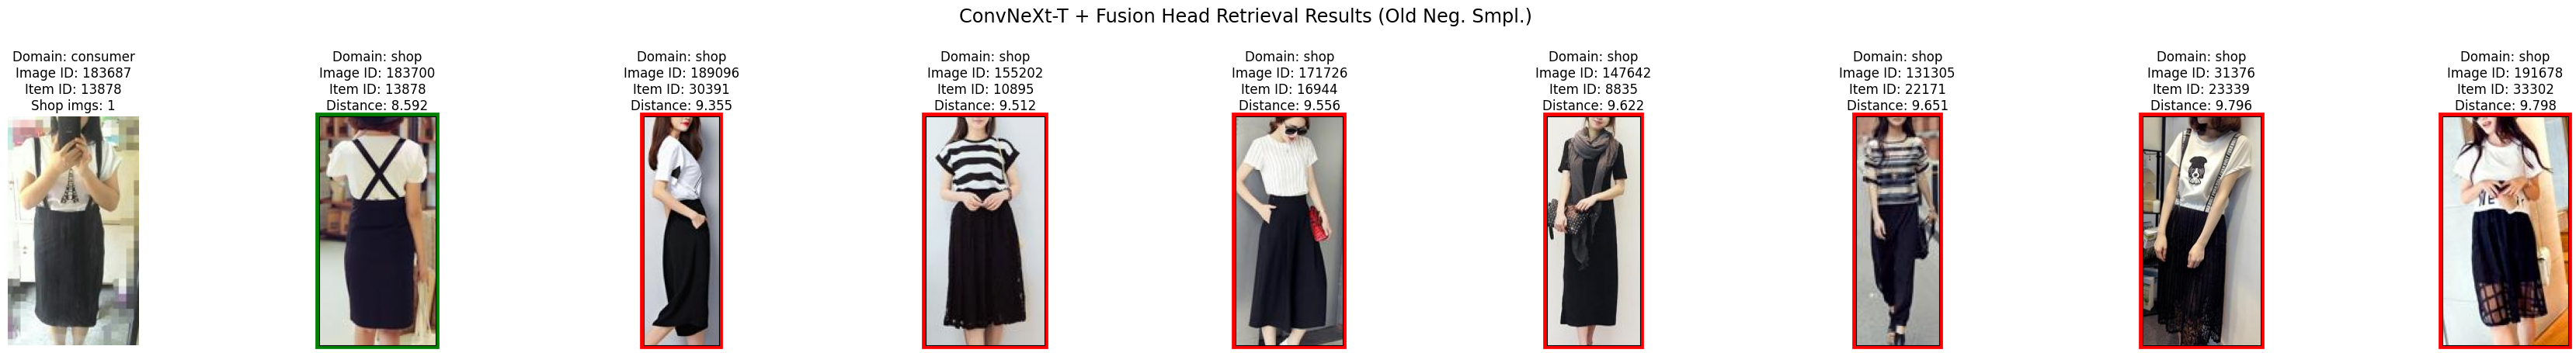 ConvNeXt-T + Fusion Head Retrieval Results (Old Neg. Smpl.)
Domain: consumer
Image ID: 183687
Item ID: 13878
Shop imgs: 1
Domain: shop
Image ID: 183700
Item ID: 13878
Distance: 8.592
Domain: shop
Image ID: 189096
Item ID: 30391
Distance: 9.355
Domain: shop
Image ID: 155202
Item ID: 10895
Distance: 9.512
Domain: shop
Image ID: 171726
Item ID: 16944
Distance: 9.556
Domain: shop
Image ID: 147642
Item ID: 8835
Distance: 9.622
Domain: shop
Image ID: 131305
Item ID: 22171
Distance: 9.651
Domain: shop
Image ID: 31376
Item ID: 23339
Distance: 9.796
Domain: shop
Image ID: 191678
Item ID: 33302
Distance: 9.798